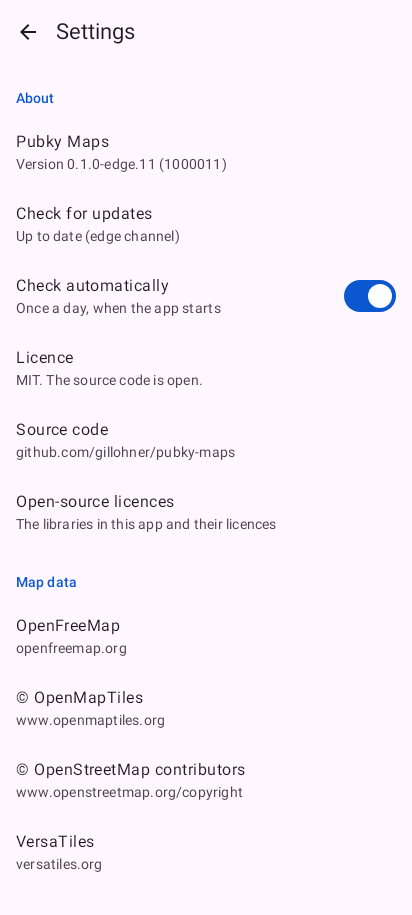 Settings
About
Pubky Maps
Version 0.1.0-edge.11 (1000011)
Check for updates
Up to date (edge channel)
Check automatically
Once a day, when the app starts
Licence
MIT. The source code is open.
Source code
github.com/gillohner/pubky-maps
Open-source licences
The libraries in this app and their licences
Map data
OpenFreeMap
openfreemap.org
© OpenMapTiles
www.openmaptiles.org
© OpenStreetMap contributors
www.openstreetmap.org/copyright
VersaTiles
versatiles.org